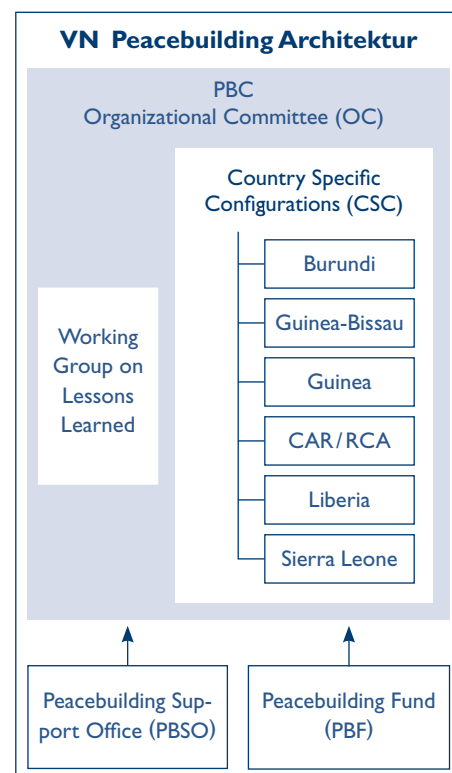 VN Peacebuilding Architektur
PBC
Organizational Committee (OC)
Country Specific
Configurations (CSC)
Burundi
Guinea-Bissau
Working
Group on
Lessons
Learned
Guinea
CAR / RCA
Liberia
Sierra Leone
Peacebuilding Sup-
port Office (PBSO)
Peacebuilding Fund
(PBF)